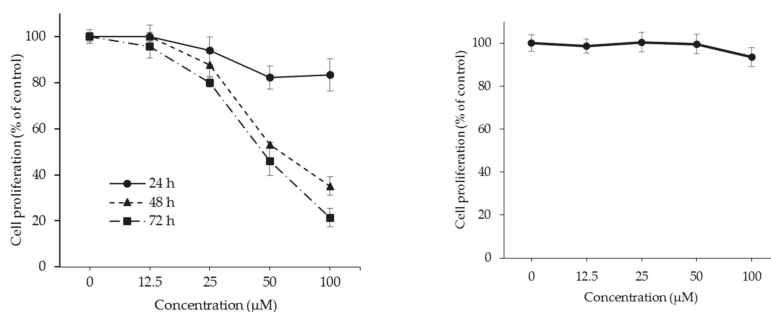 Cell proliferation (% of control)
100
80
60
40
20
0
24 h
48 h
72 h
0 12.5 25 50 100
Concentration (µM)
Cell proliferation (% of control)
100
80
60
40
20
0
0 12.5 25 50 100
Concentration (µM)